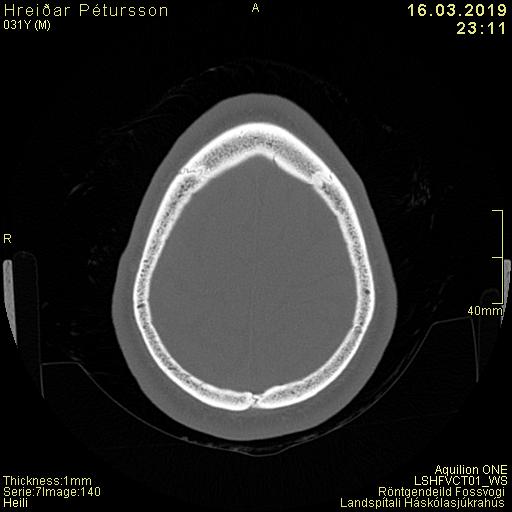 Hreiðar Pétursson
031Y (M)
A
16.03.2019
23:11
R
40mm
Thickness:1mm
Serie:7Image:140
Heili
Aquilion ONE
LSHFVCT01_WS
Röntgendeild Fossvogi
Landspítali Háskólasjúkrahús